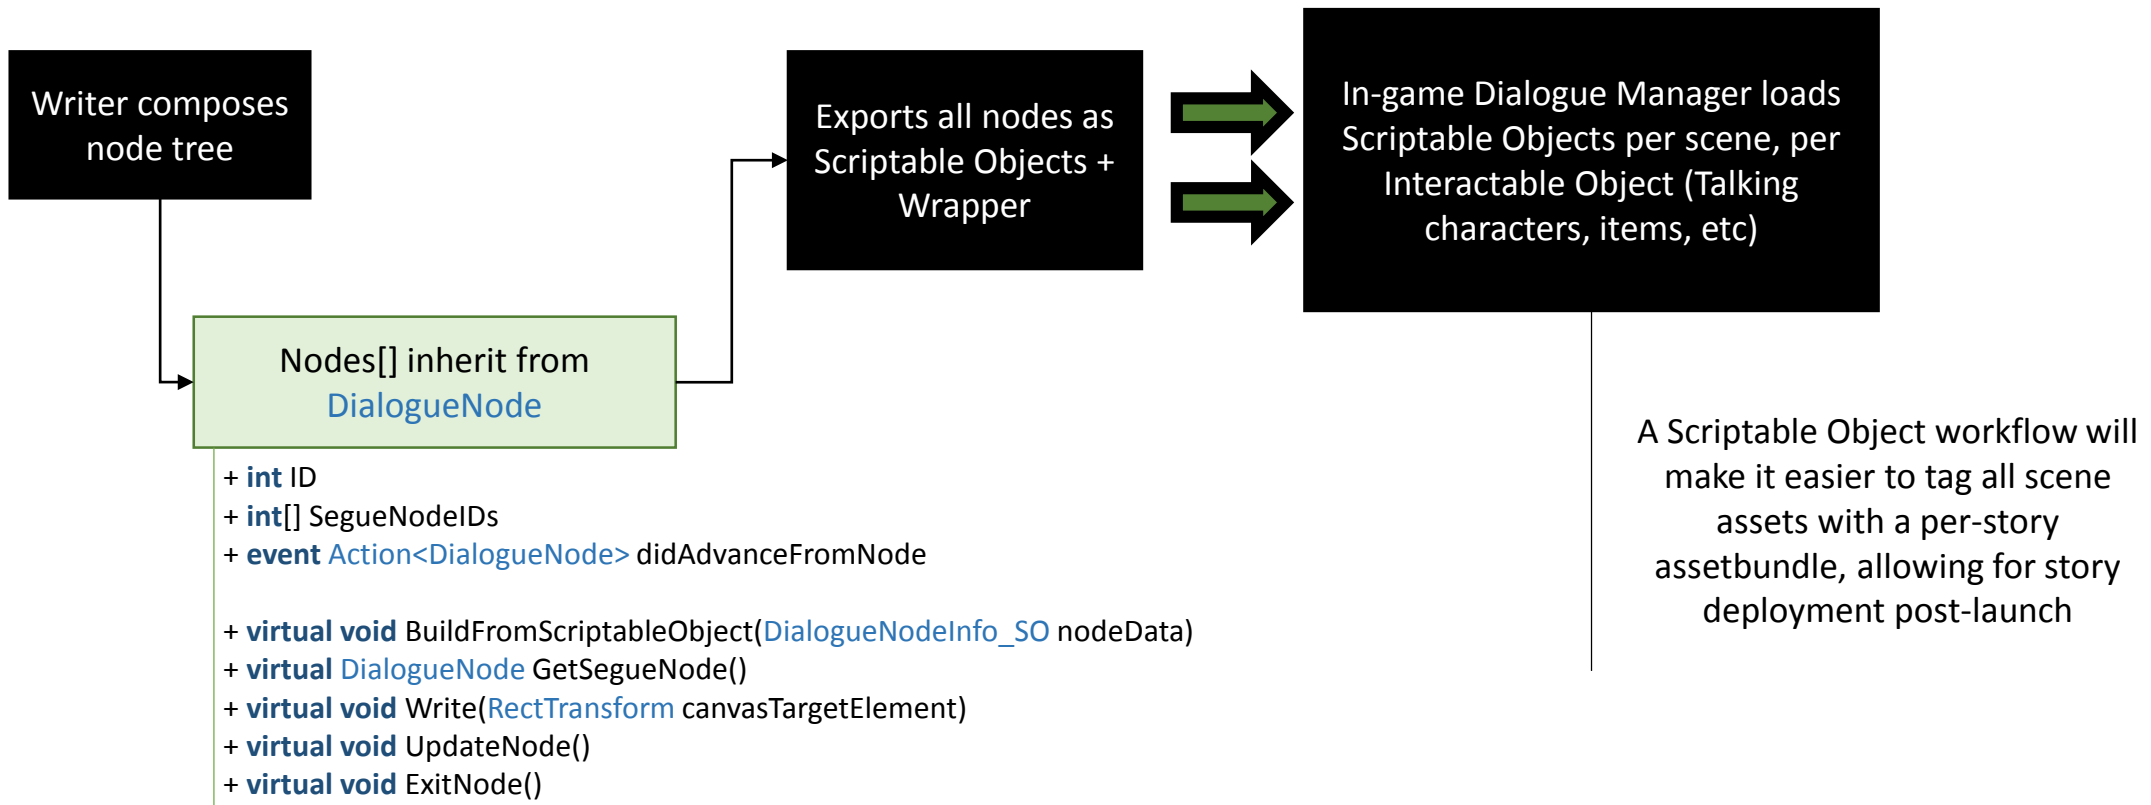 Writer composes
node tree
Nodes[] inherit from
DialogueNode
+ int ID
+ int[] SegueNodeIDs
+ event Action<DialogueNode> didAdvanceFromNode
+ virtual void BuildFromScriptableObject(DialogueNodeInfo_SO nodeData)
+ virtual DialogueNode GetSegueNode()
+ virtual void Write(RectTransform canvasTargetElement)
+ virtual void UpdateNode()
+ virtual void ExitNode()
Exports all nodes as
Scriptable Objects +
Wrapper
In-game Dialogue Manager loads
Scriptable Objects per scene, per
Interactable Object (Talking
characters, items, etc)
A Scriptable Object workflow will
make it easier to tag all scene
assets with a per-story
assetbundle, allowing for story
deployment post-launch